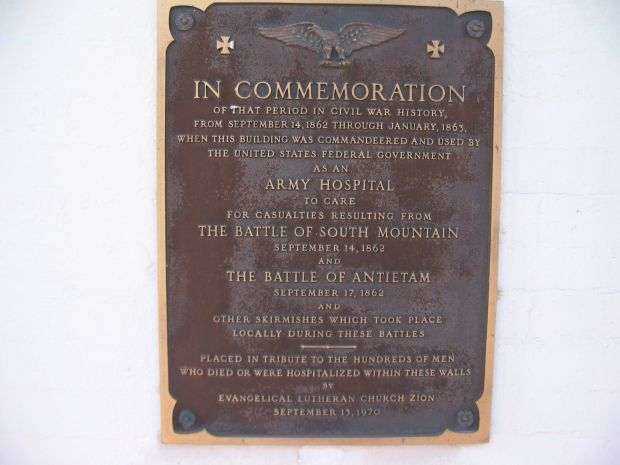 IN COMMEMORATION
OF THAT PERIOD IN CIVIL WAR HISTORY,
FROM SEPTEMBER 14, 1862 THROUGH JANUARY, 1863,
WHEN THIS BUILDING WAS COMMANDEERED AND USED BY
THE UNITED STATES FEDERAL GOVERNMENT
AS AN
ARMY HOSPITAL
TO CARE
FOR CASUALTIES RESULTING FROM
THE BATTLE OF SOUTH MOUNTAIN
SEPTEMBER 14, 1862
AND
THE BATTLE OF ANTIETAM
SEPTEMBER 17, 1862
AND
OTHER SKIRMISHES WHICH TOOK PLACE
LOCALLY DURING THESE BATTLES
PLACED IN TRIBUTE TO THE HUNDREDS OF MEN
WHO DIED OR WERE HOSPITALIZED WITHIN THESE WALLS
BY
EVANGELICAL LUTHERAN CHURCH ZION
SEPTEMBER 13, 1970